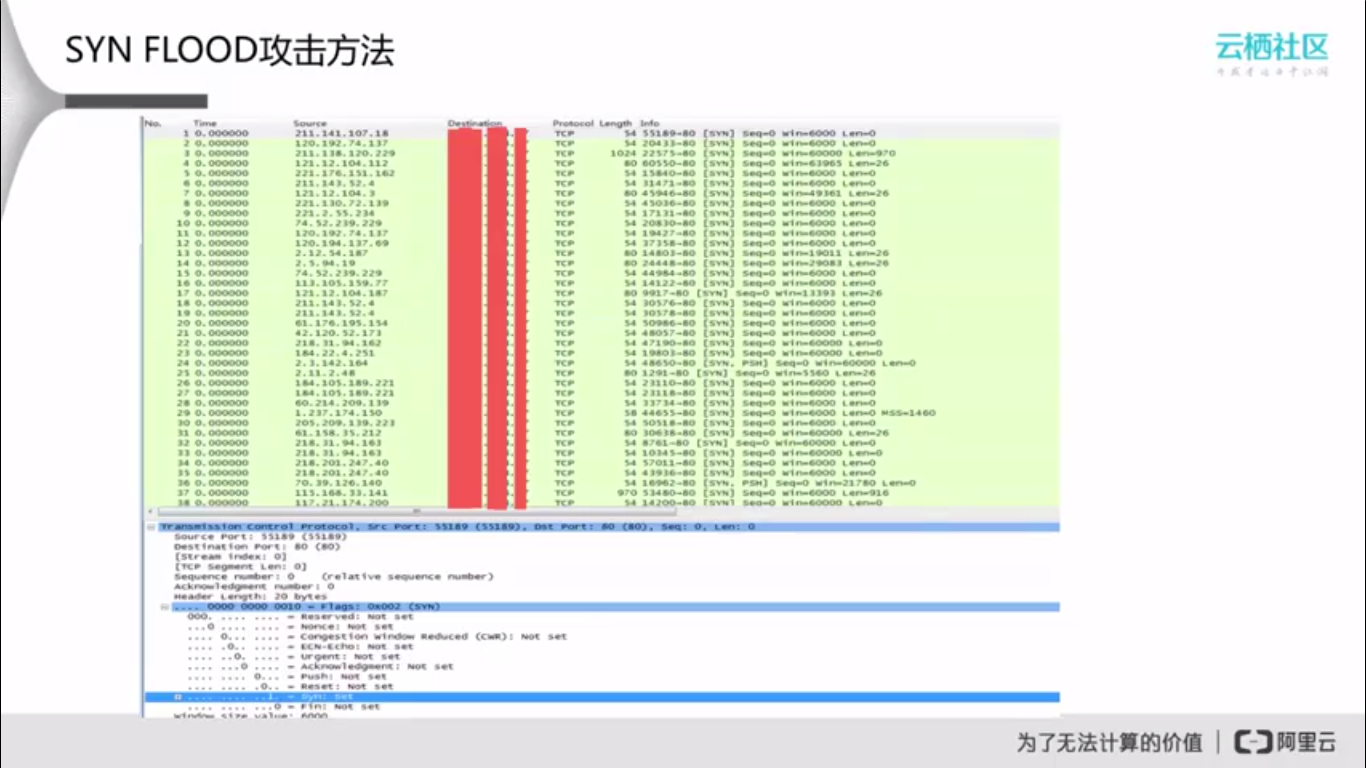 SYN FLOOD攻击方法
云栖社区
No. Time Source Destination Protocol Length Info
1 0.000000 211.141.107.18 TCP 54 55189→80 [SYN] Seq=0 Win=6000 Len=0
2 0.000000 120.192.74.137 TCP 54 20433→80 [SYN] Seq=0 Win=6000 Len=0
3 0.000000 211.138.120.229 TCP 1024 22575→80 [SYN] Seq=0 Win=60000 Len=970
4 0.000000 121.12.104.112 TCP 80 60550→80 [SYN] Seq=0 Win=63965 Len=26
5 0.000000 221.176.151.162 TCP 54 15840→80 [SYN] Seq=0 Win=6000 Len=0
6 0.000000 211.143.52.4 TCP 54 31471→80 [SYN] Seq=0 Win=6000 Len=0
7 0.000000 121.12.104.3 TCP 80 45946→80 [SYN] Seq=0 Win=49361 Len=26
8 0.000000 221.130.72.139 TCP 54 45036→80 [SYN] Seq=0 Win=6000 Len=0
9 0.000000 221.2.55.234 TCP 54 17131→80 [SYN] Seq=0 Win=6000 Len=0
10 0.000000 74.52.239.229 TCP 54 20830→80 [SYN] Seq=0 Win=6000 Len=0
11 0.000000 120.192.74.137 TCP 54 19427→80 [SYN] Seq=0 Win=6000 Len=0
12 0.000000 120.194.137.69 TCP 54 37358→80 [SYN] Seq=0 Win=6000 Len=0
13 0.000000 2.12.54.187 TCP 80 14803→80 [SYN] Seq=0 Win=19011 Len=26
14 0.000000 2.5.94.19 TCP 80 24448→80 [SYN] Seq=0 Win=29083 Len=26
15 0.000000 74.52.239.229 TCP 54 44984→80 [SYN] Seq=0 Win=6000 Len=0
16 0.000000 113.105.159.77 TCP 54 14122→80 [SYN] Seq=0 Win=6000 Len=0
17 0.000000 121.12.104.187 TCP 80 9917→80 [SYN] Seq=0 Win=13393 Len=26
18 0.000000 211.143.52.4 TCP 54 30576→80 [SYN] Seq=0 Win=6000 Len=0
19 0.000000 211.143.52.4 TCP 54 30578→80 [SYN] Seq=0 Win=6000 Len=0
20 0.000000 61.176.195.154 TCP 54 50986→80 [SYN] Seq=0 Win=6000 Len=0
21 0.000000 42.120.52.173 TCP 54 48057→80 [SYN] Seq=0 Win=6000 Len=0
22 0.000000 218.31.94.162 TCP 54 47190→80 [SYN] Seq=0 Win=60000 Len=0
23 0.000000 184.22.4.251 TCP 54 19803→80 [SYN] Seq=0 Win=60000 Len=0
24 0.000000 2.3.142.164 TCP 54 48650→80 [SYN, PSH] Seq=0 Win=60000 Len=0
25 0.000000 2.11.2.48 TCP 80 1291→80 [SYN] Seq=0 Win=5560 Len=26
26 0.000000 184.105.189.221 TCP 54 23110→80 [SYN] Seq=0 Win=6000 Len=0
27 0.000000 184.105.189.221 TCP 54 23118→80 [SYN] Seq=0 Win=6000 Len=0
28 0.000000 60.214.209.139 TCP 54 33734→80 [SYN] Seq=0 Win=6000 Len=0
29 0.000000 1.237.174.150 TCP 58 44655→80 [SYN] Seq=0 Win=6000 Len=0 MSS=1460
30 0.000000 205.209.139.223 TCP 54 50518→80 [SYN] Seq=0 Win=6000 Len=0
31 0.000000 61.158.35.212 TCP 80 30638→80 [SYN] Seq=0 Win=60000 Len=26
32 0.000000 218.31.94.163 TCP 54 8761→80 [SYN] Seq=0 Win=60000 Len=0
33 0.000000 218.31.94.163 TCP 54 10345→80 [SYN] Seq=0 Win=60000 Len=0
34 0.000000 218.201.247.40 TCP 54 57011→80 [SYN] Seq=0 Win=6000 Len=0
35 0.000000 218.201.247.40 TCP 54 43936→80 [SYN] Seq=0 Win=6000 Len=0
36 0.000000 70.39.126.140 TCP 54 16962→80 [SYN, PSH] Seq=0 Win=21780 Len=0
37 0.000000 115.168.33.141 TCP 970 53480→80 [SYN] Seq=0 Win=6000 Len=916
38 0.000000 117.21.174.200 TCP 54 14200→80 [SYN] Seq=0 Win=6000 Len=0
Transmission Control Protocol, Src Port: 55189 (55189), Dst Port: 80 (80), Seq: 0, Len: 0
Source Port: 55189 (55189)
Destination Port: 80 (80)
[Stream index: 0]
[TCP Segment Len: 0]
Sequence number: 0 (relative sequence number)
Acknowledgment number: 0
Header Length: 20 bytes
.... 0000 0000 0010 = Flags: 0x002 (SYN)
000. .... .... = Reserved: Not set
...0 .... .... = Nonce: Not set
.... 0... .... = Congestion Window Reduced (CWR): Not set
.... .0.. .... = ECN-Echo: Not set
.... ..0. .... = Urgent: Not set
.... ...0 .... = Acknowledgment: Not set
.... .... 0... = Push: Not set
.... .... .0.. = Reset: Not set
.... .... ..1. = Syn: Set
.... .... ...0 = Fin: Not set
Window size value: 6000
为了无法计算的价值 | 阿里云